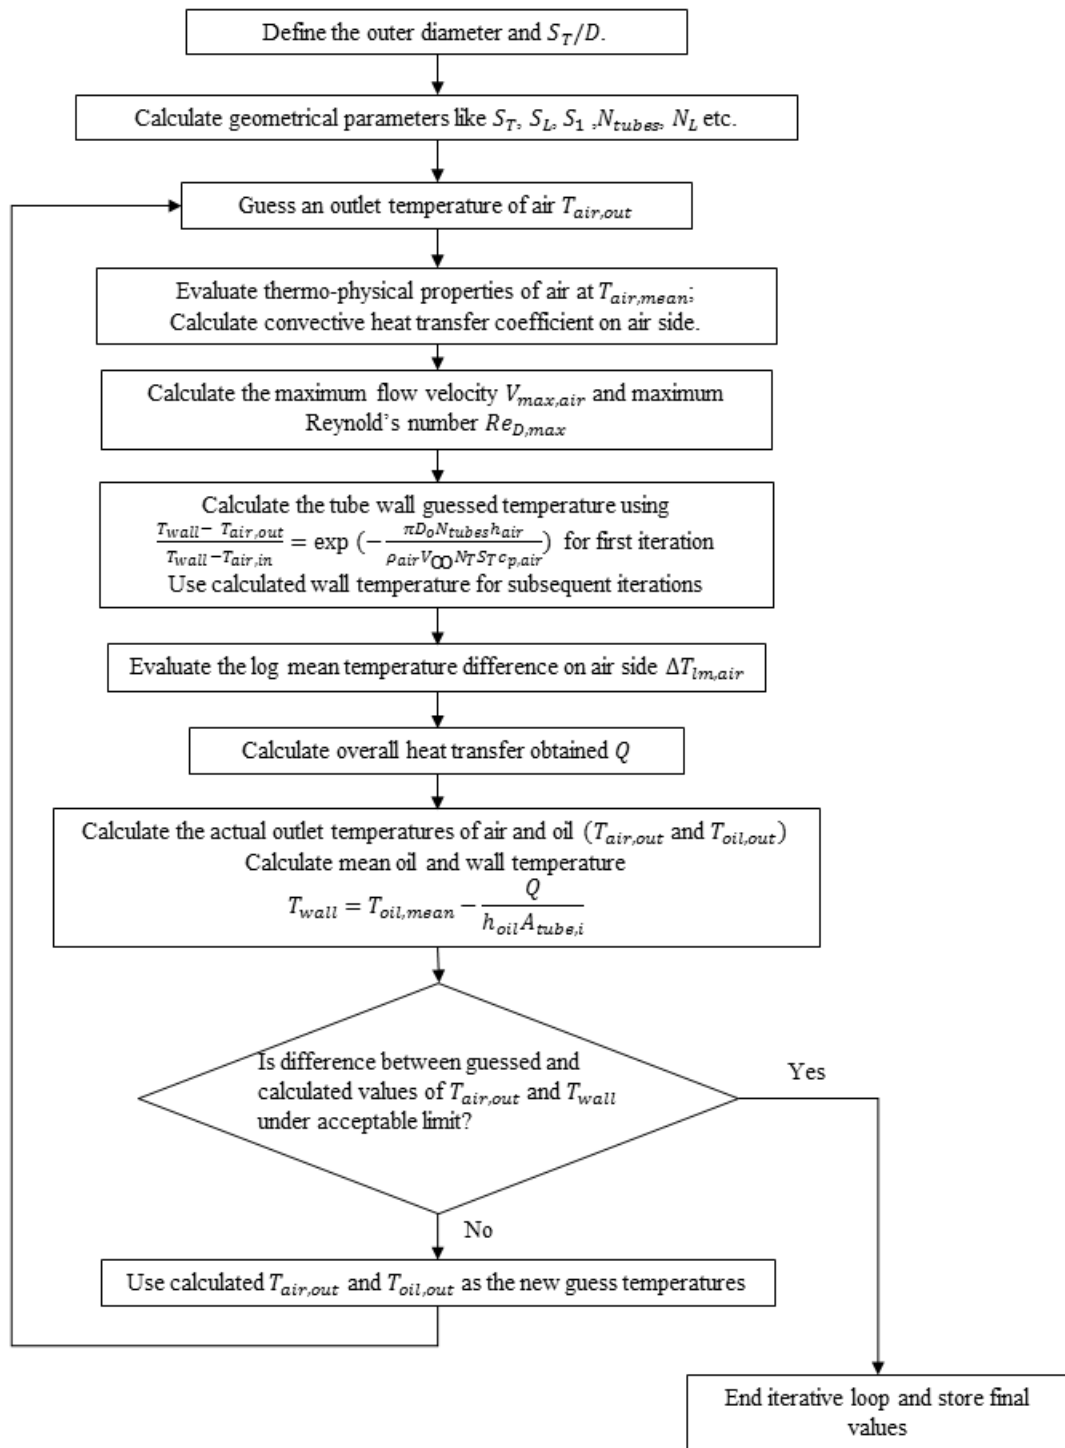 Define the outer diameter and S_T/D.
Calculate geometrical parameters like S_T, S_L, S_1 ,N_tubes, N_L etc.
Guess an outlet temperature of air T_air,out
Evaluate thermo-physical properties of air at T_air,mean;
Calculate convective heat transfer coefficient on air side.
Calculate the maximum flow velocity V_max,air and maximum
Reynold's number Re_D,max
Calculate the tube wall guessed temperature using
(T_wall − T_air,out)/(T_wall − T_air,in) = exp (−(πD_o N_tubes h_air)/(ρ_air V_∞ N_T S_T c_p,air)) for first iteration
Use calculated wall temperature for subsequent iterations
Evaluate the log mean temperature difference on air side ΔT_lm,air
Calculate overall heat transfer obtained Q
Calculate the actual outlet temperatures of air and oil (T_air,out and T_oil,out)
Calculate mean oil and wall temperature
T_wall = T_oil,mean − Q/(h_oil A_tube,i)
Is difference between guessed and
calculated values of T_air,out and T_wall
under acceptable limit?
Yes
No
Use calculated T_air,out and T_oil,out as the new guess temperatures
End iterative loop and store final
values